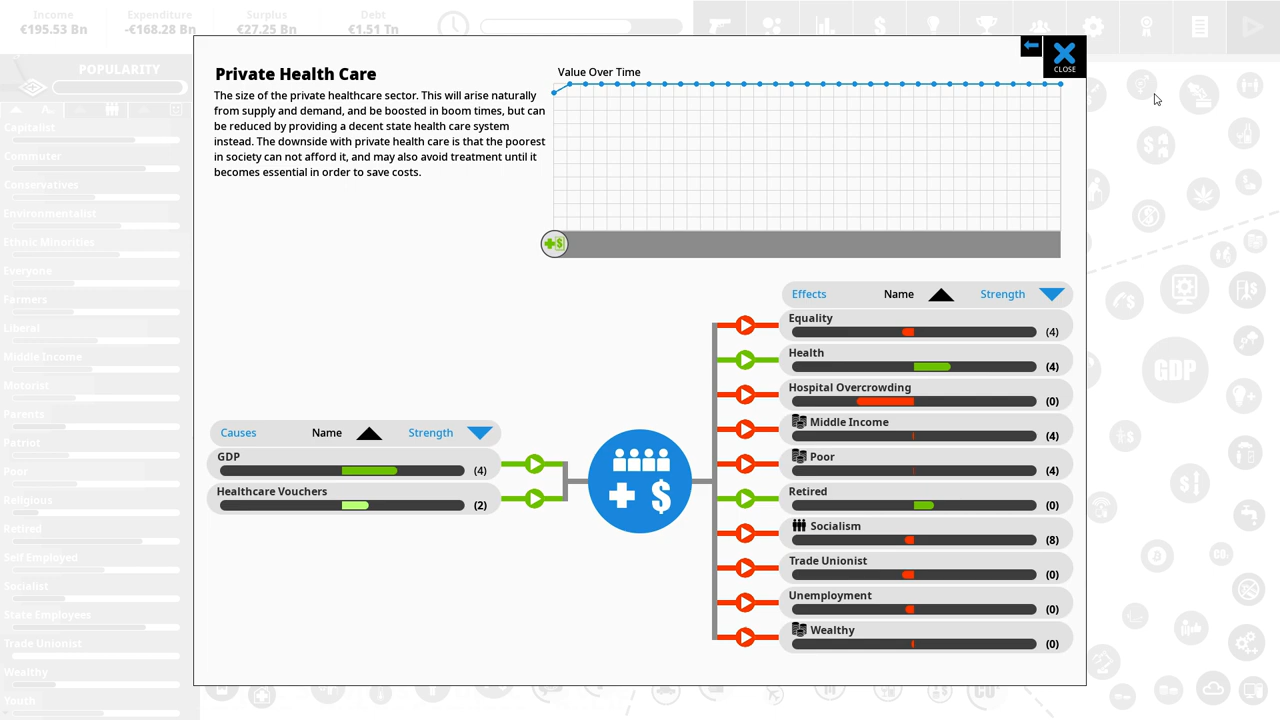 Income
Expenditure
Surplus
Debt
€195.53 Bn
-€168.28 Bn
€27.25 Bn
€1.51 Tn
POPULARITY
Capitalist
Commuter
Conservatives
Environmentalist
Ethnic Minorities
Everyone
Farmers
Liberal
Middle Income
Motorist
Parents
Patriot
Poor
Religious
Retired
Self Employed
Socialist
State Employees
Trade Unionist
Wealthy
Youth
Private Health Care
The size of the private healthcare sector. This will arise naturally
from supply and demand, and be boosted in boom times, but can
be reduced by providing a decent state health care system
instead. The downside with private health care is that the poorest
in society can not afford it, and may also avoid treatment until it
becomes essential in order to save costs.
Value Over Time
CLOSE
Causes Name Strength
GDP
(4)
Healthcare Vouchers
(2)
Effects Name Strength
Equality
(4)
Health
(4)
Hospital Overcrowding
(0)
Middle Income
(4)
Poor
(4)
Retired
(0)
Socialism
(8)
Trade Unionist
(0)
Unemployment
(0)
Wealthy
(0)
GDP